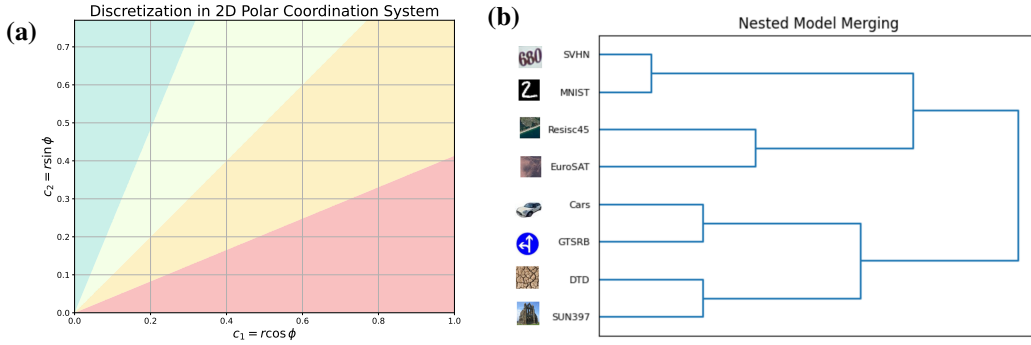 (a)
Discretization in 2D Polar Coordination System
0.7
0.6
0.5
0.4
0.3
0.2
0.1
0.0
c₂ = r sin ϕ
0.0 0.2 0.4 0.6 0.8 1.0
c₁ = r cos ϕ
(b)
Nested Model Merging
680 SVHN
2 MNIST
Resisc45
EuroSAT
Cars
GTSRB
DTD
SUN397